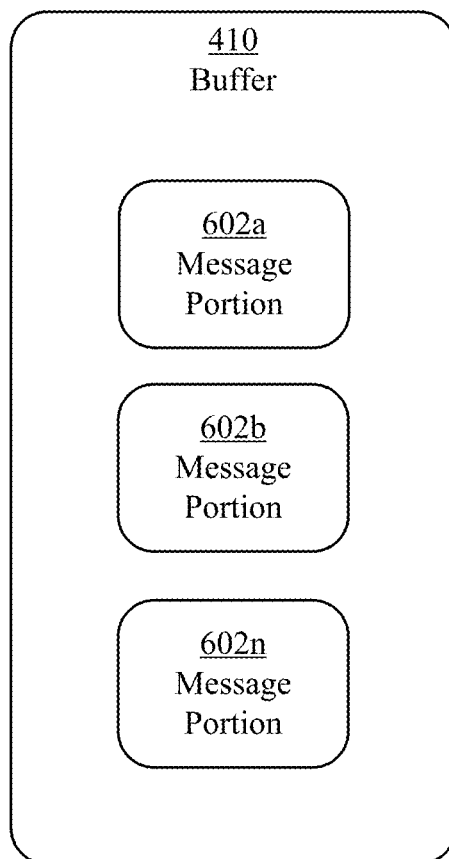 410
Buffer
602a
Message
Portion
602b
Message
Portion
602n
Message
Portion